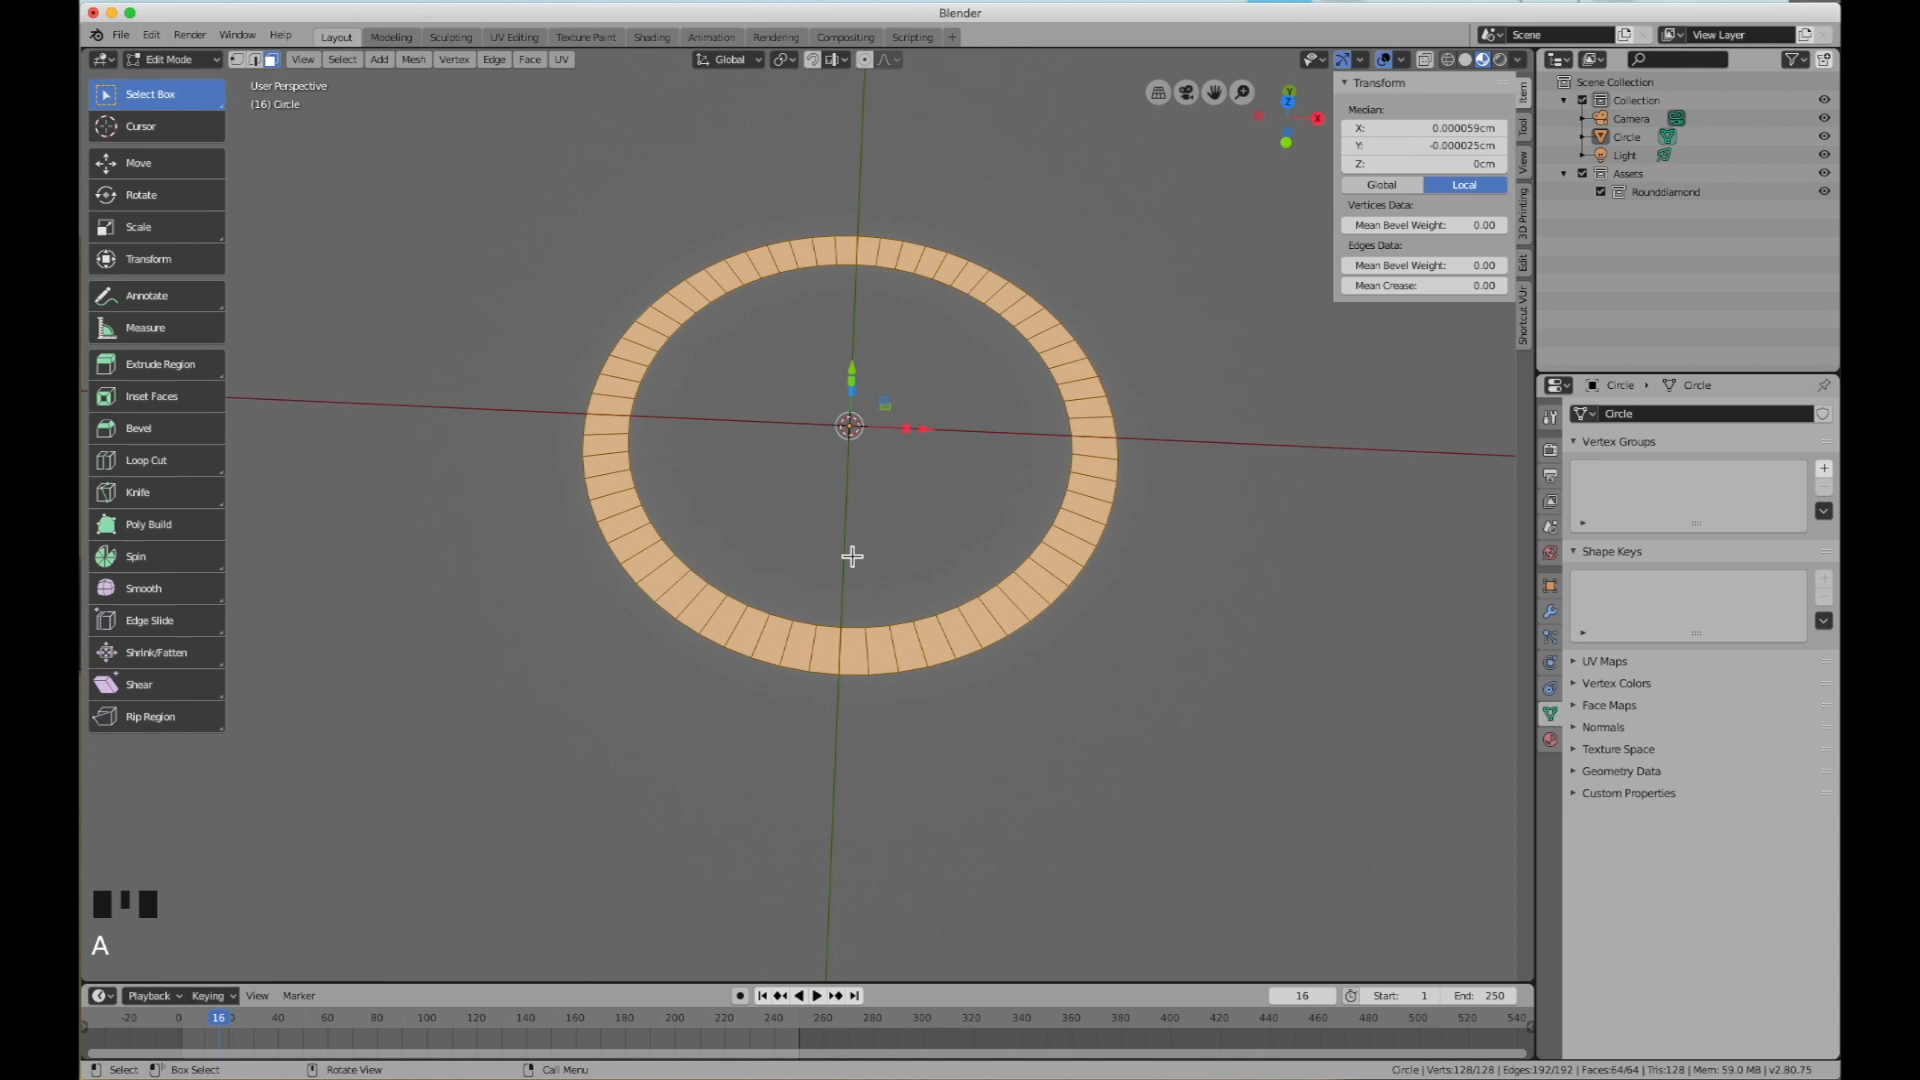 Blender
File Edit Render Window Help Layout Modeling Sculpting UV Editing Texture Paint Shading Animation Rendering Compositing Scripting + Scene View Layer
Edit Mode View Select Add Mesh Vertex Edge Face UV Global
User Perspective
(16) Circle
Select Box
Cursor
Move
Rotate
Scale
Transform
Annotate
Measure
Extrude Region
Inset Faces
Bevel
Loop Cut
Knife
Poly Build
Spin
Smooth
Edge Slide
Shrink/Fatten
Shear
Rip Region
A
Y
Z
X
Transform
Median:
X: 0.000059cm
Y: -0.000025cm
Z: 0cm
Global Local
Vertices Data:
Mean Bevel Weight: 0.00
Edges Data:
Mean Bevel Weight: 0.00
Mean Crease: 0.00
Item
Tool
View
3D Printing
Edit
Shortcut VUr
Scene Collection
Collection
Camera
Circle
Light
Assets
Rounddiamond
Circle Circle
Circle
Vertex Groups
Shape Keys
UV Maps
Vertex Colors
Face Maps
Normals
Texture Space
Geometry Data
Custom Properties
Playback Keying View Marker 16 Start: 1 End: 250
-20 0 16 40 60 80 100 120 140 160 180 200 220 240 260 280 300 320 340 360 380 400 420 440 460 480 500 520 540
Select Box Select Rotate View Call Menu Circle | Verts:128/128 | Edges:192/192 | Faces:64/64 | Tris:128 | Mem: 59.0 MB | v2.80.75